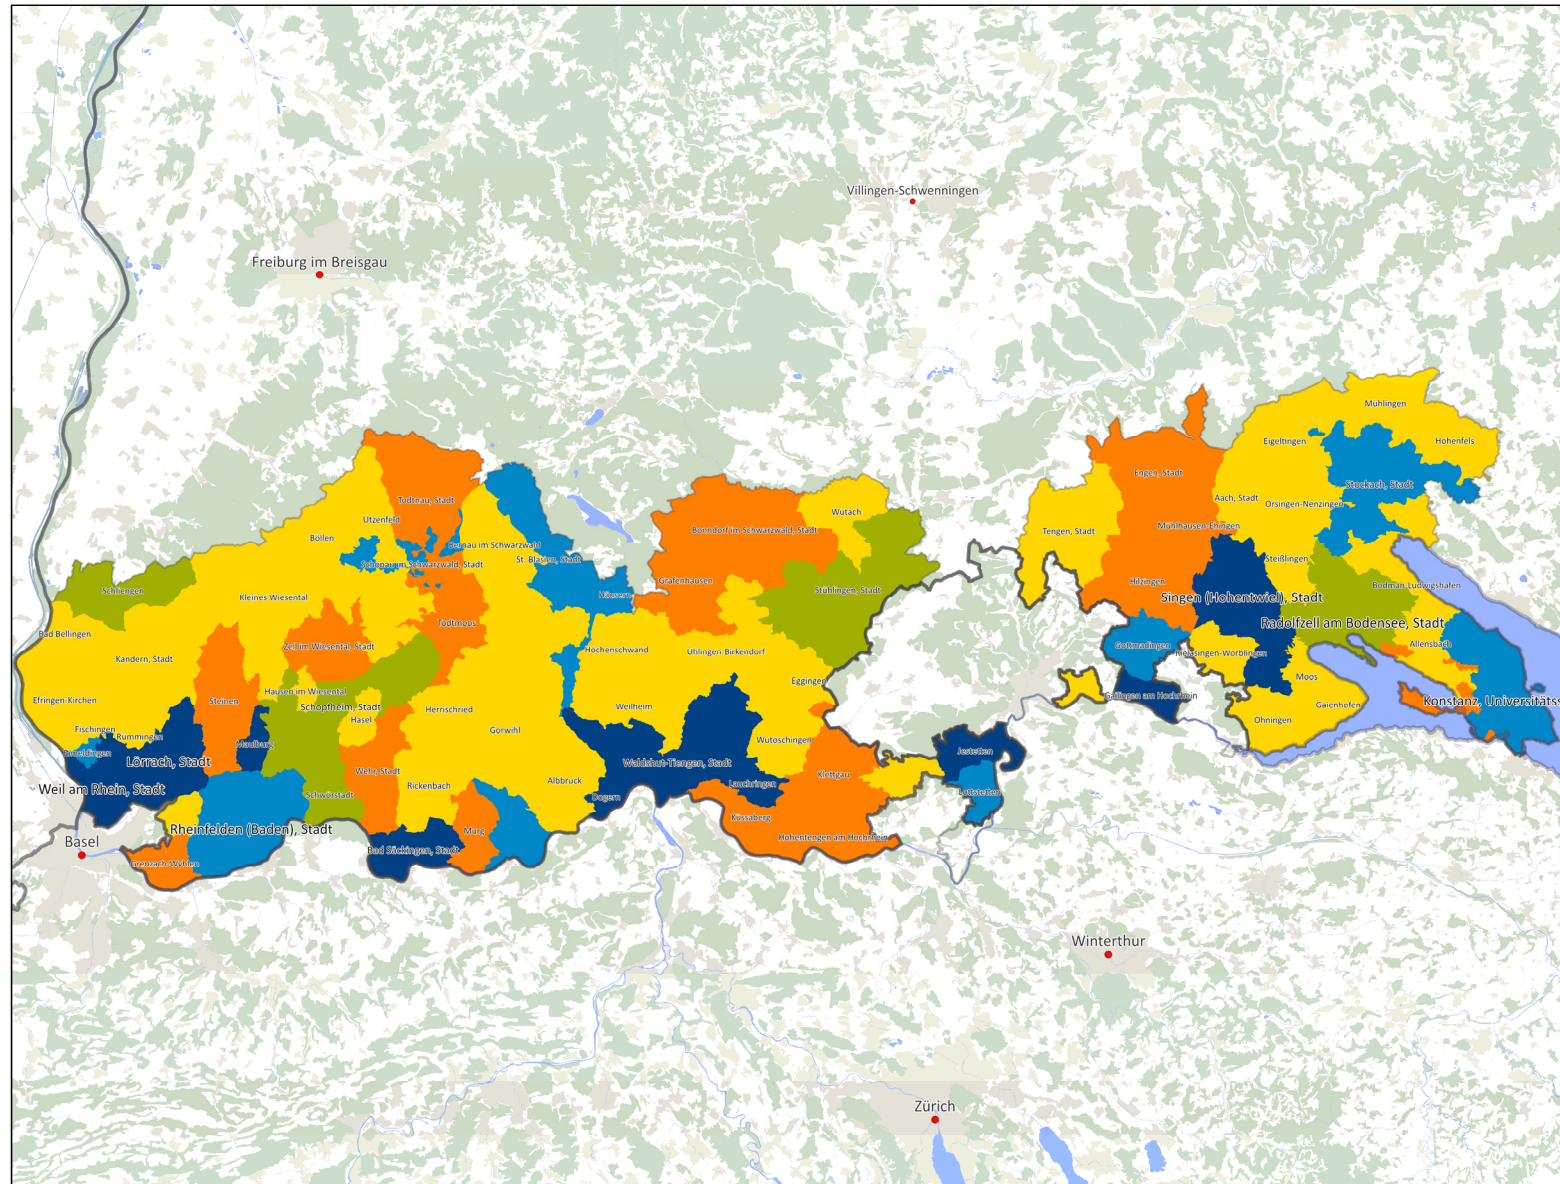 Villingen-Schwenningen
Freiburg im Breisgau
Mühlingen
Eigeltingen
Hohenfels
Engen, Stadt
Stockach, Stadt
Aach, Stadt
Orsingen-Nenzingen
Todtnau, Stadt
Utzenfeld
Wutach
Bonndorf im Schwarzwald, Stadt
Mühlhausen-Ehingen
Tengen, Stadt
Böllen
Bernau im Schwarzwald
St. Blasien, Stadt
Steißlingen
Schönau im Schwarzwald, Stadt
Grafenhausen
Hilzingen
Bodman-Ludwigshafen
Schliengen
Stühlingen, Stadt
Kleines Wiesental
Häusern
Singen (Hohentwiel), Stadt
Todtmoos
Radolfzell am Bodensee, Stadt
Bad Bellingen
Zell im Wiesental, Stadt
Hochenschwand
Ühlingen-Birkendorf
Gottmadingen
Rielasingen-Worblingen
Allensbach
Kandern, Stadt
Eggingen
Moos
Hausen im Wiesental
Gailingen am Hochrhein
Efringen-Kirchen
Steinen
Schopfheim, Stadt
Herrischried
Weilheim
Gaienhofen
Konstanz, Universitätss
Hasel
Öhningen
Fischingen
Rümmingen
Görwihl
Wutöschingen
Maulburg
Jestetten
Eimeldingen
Lörrach, Stadt
Waldshut-Tiengen, Stadt
Wehr, Stadt
Klettgau
Albbruck
Weil am Rhein, Stadt
Rickenbach
Lauchringen
Lottstetten
Schwörstadt
Dogern
Küssaberg
Rheinfelden (Baden), Stadt
Murg
Hohentengen am Hochrhein
Basel
Bad Säckingen, Stadt
Grenzach-Wyhlen
Winterthur
Zürich